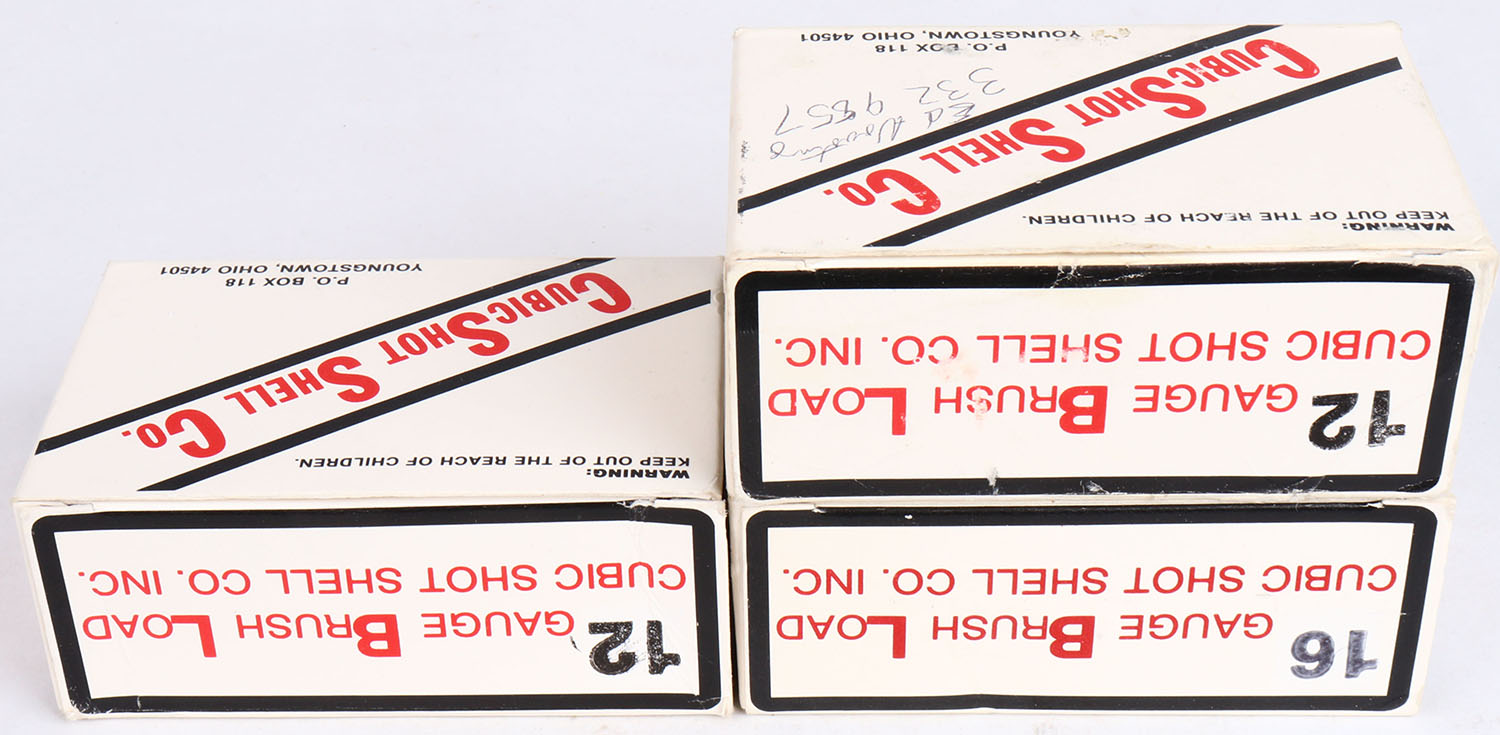 16 GAUGE BRUSH LOAD
CUBIC SHOT SHELL CO. INC.
12 GAUGE BRUSH LOAD
CUBIC SHOT SHELL CO. INC.
WARNING:
KEEP OUT OF THE REACH OF CHILDREN.
CUBIC SHOT SHELL CO.
Ed
332 9857
P.O. BOX 118
YOUNGSTOWN, OHIO 44501
12 GAUGE BRUSH LOAD
CUBIC SHOT SHELL CO. INC.
WARNING:
KEEP OUT OF THE REACH OF CHILDREN.
CUBIC SHOT SHELL CO.
P.O. BOX 118
YOUNGSTOWN, OHIO 44501